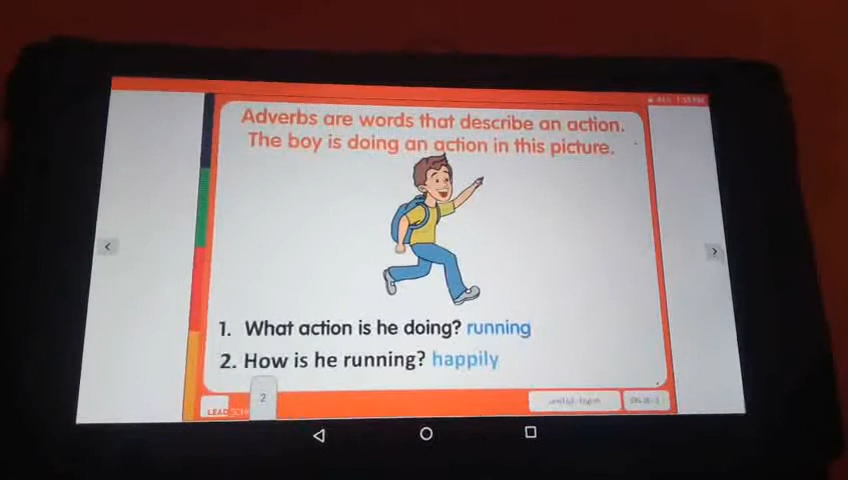 Adverbs are words that describe an action.
The boy is doing an action in this picture.
1. What action is he doing? running
2. How is he running? happily
2
LEAD